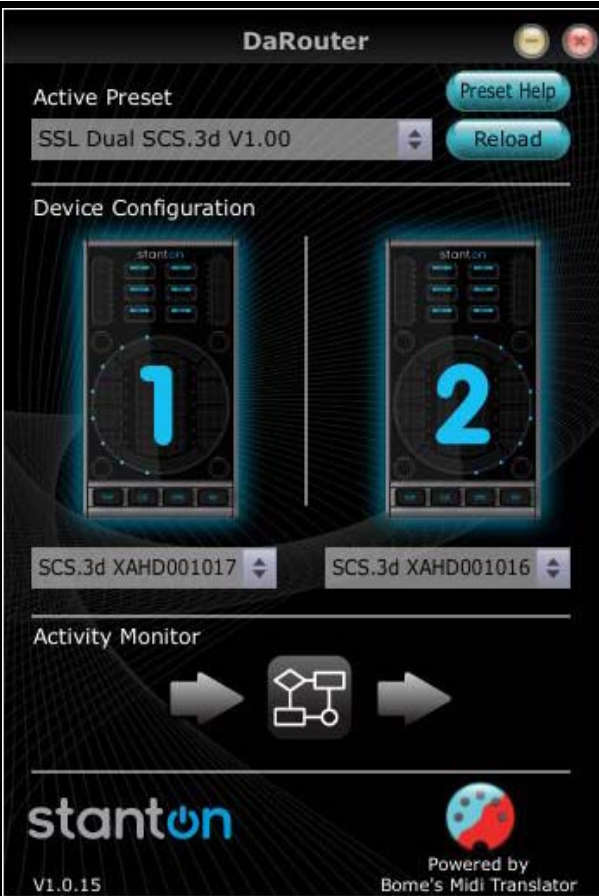 DaRouter
Active Preset
Preset Help
SSL Dual SCS.3d V1.00
Reload
Device Configuration
stanton
stanton
1
2
SCS.3d XAHD001017
SCS.3d XAHD001016
Activity Monitor
stanton
V1.0.15
Powered by
Bome's Midi Translator